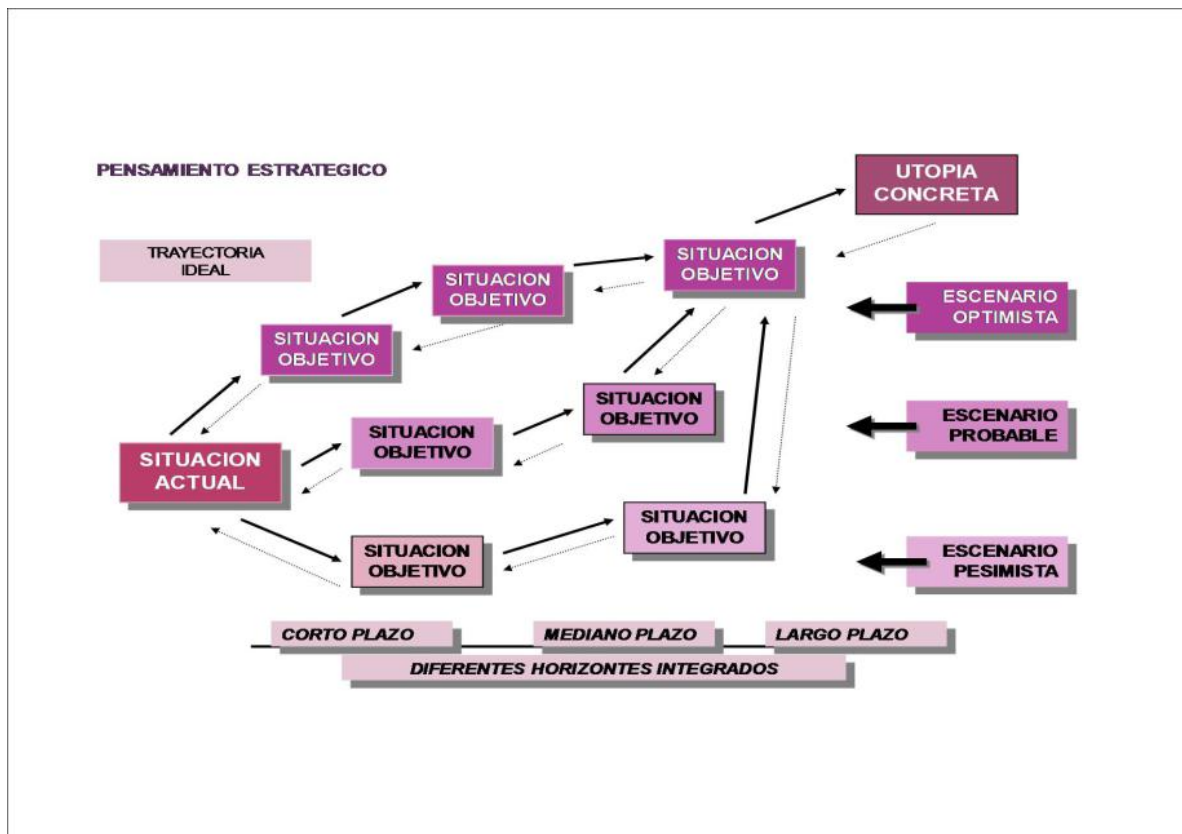 PENSAMIENTO ESTRATEGICO
UTOPIA
CONCRETA
TRAYECTORIA
IDEAL
SITUACION
OBJETIVO
SITUACION
OBJETIVO
SITUACION
OBJETIVO
ESCENARIO
OPTIMISTA
SITUACION
OBJETIVO
SITUACION
OBJETIVO
ESCENARIO
PROBABLE
SITUACION
ACTUAL
SITUACION
OBJETIVO
SITUACION
OBJETIVO
ESCENARIO
PESIMISTA
CORTO PLAZO
MEDIANO PLAZO
LARGO PLAZO
DIFERENTES HORIZONTES INTEGRADOS